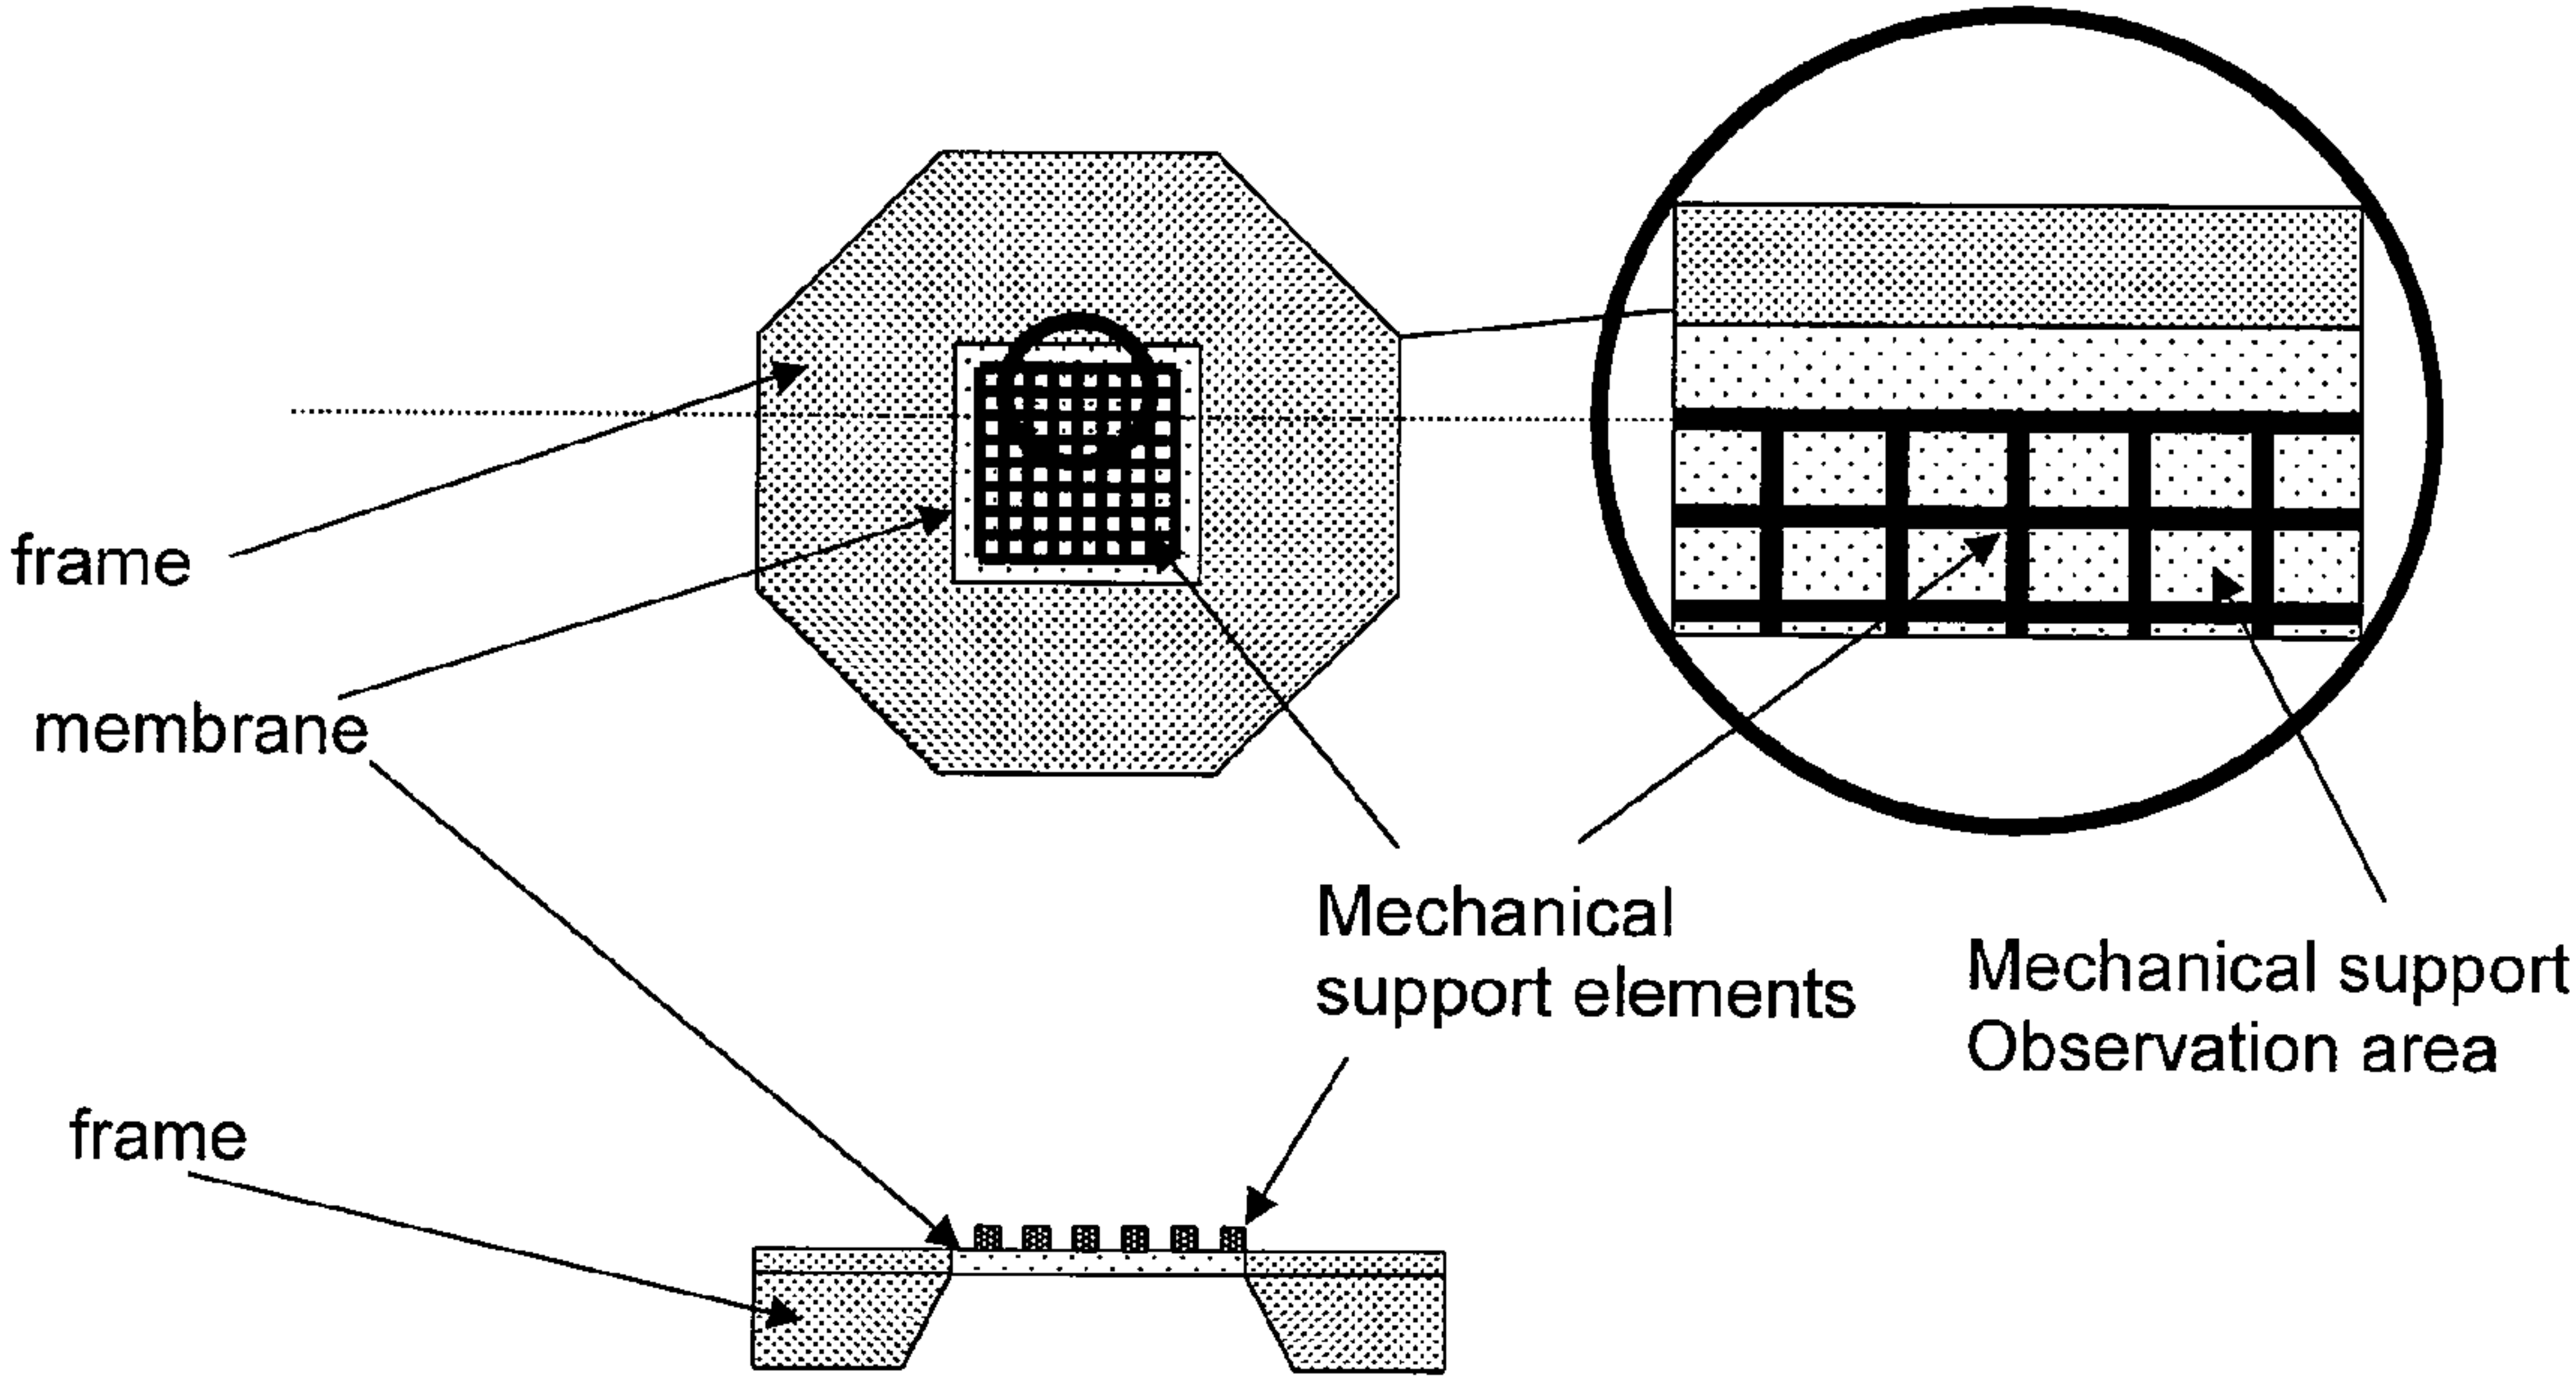 frame
membrane
Mechanical
support elements
Mechanical support
Observation area
frame